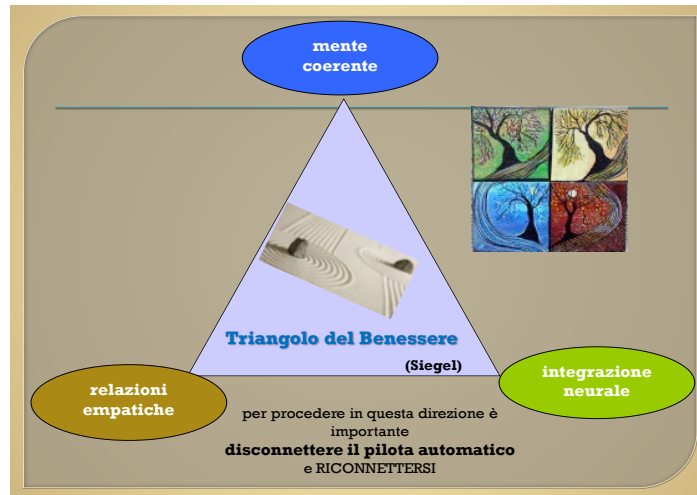 mente
coerente
Triangolo del Benessere
(Siegel)
relazioni
empatiche
integrazione
neurale
per procedere in questa direzione è
importante
disconnettere il pilota automatico
e RICONNETTERSI